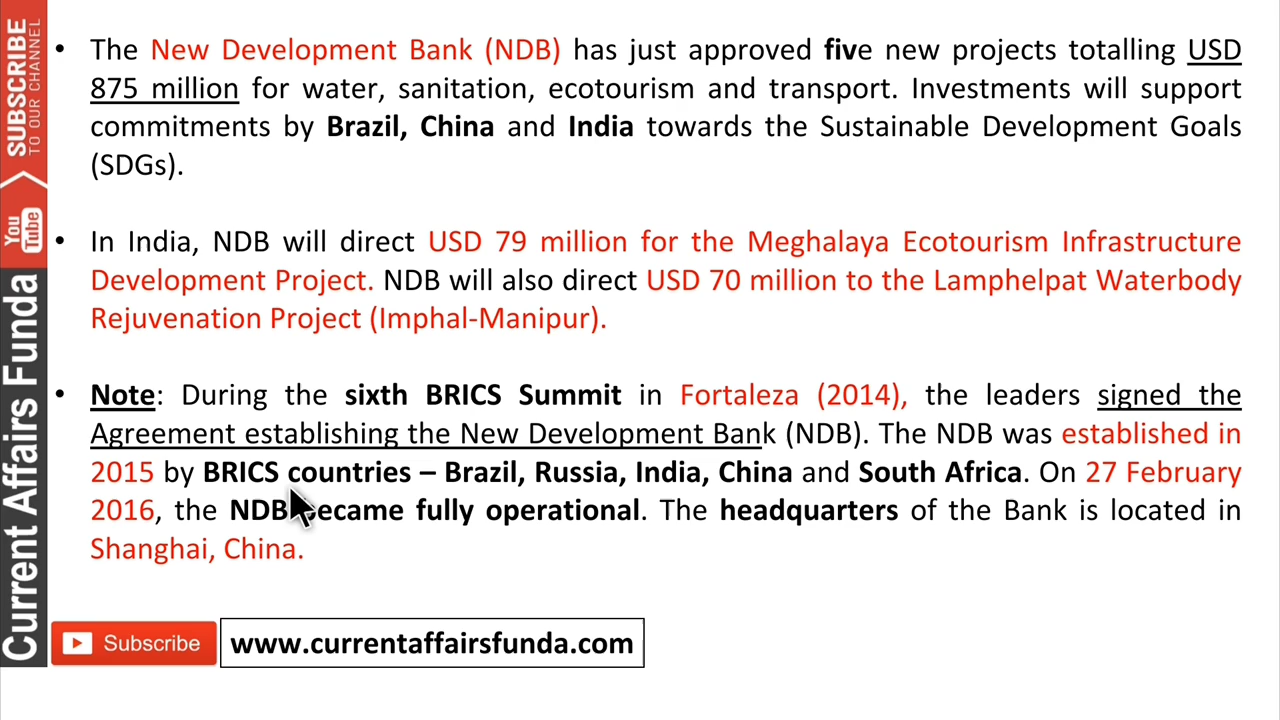 SUBSCRIBE
TO OUR CHANNEL
You
Tube
Current Affairs Funda
• The New Development Bank (NDB) has just approved five new projects totalling USD
875 million for water, sanitation, ecotourism and transport. Investments will support
commitments by Brazil, China and India towards the Sustainable Development Goals
(SDGs).
• In India, NDB will direct USD 79 million for the Meghalaya Ecotourism Infrastructure
Development Project. NDB will also direct USD 70 million to the Lamphelpat Waterbody
Rejuvenation Project (Imphal-Manipur).
• Note: During the sixth BRICS Summit in Fortaleza (2014), the leaders signed the
Agreement establishing the New Development Bank (NDB). The NDB was established in
2015 by BRICS countries – Brazil, Russia, India, China and South Africa. On 27 February
2016, the NDB became fully operational. The headquarters of the Bank is located in
Shanghai, China.
Subscribe
www.currentaffairsfunda.com